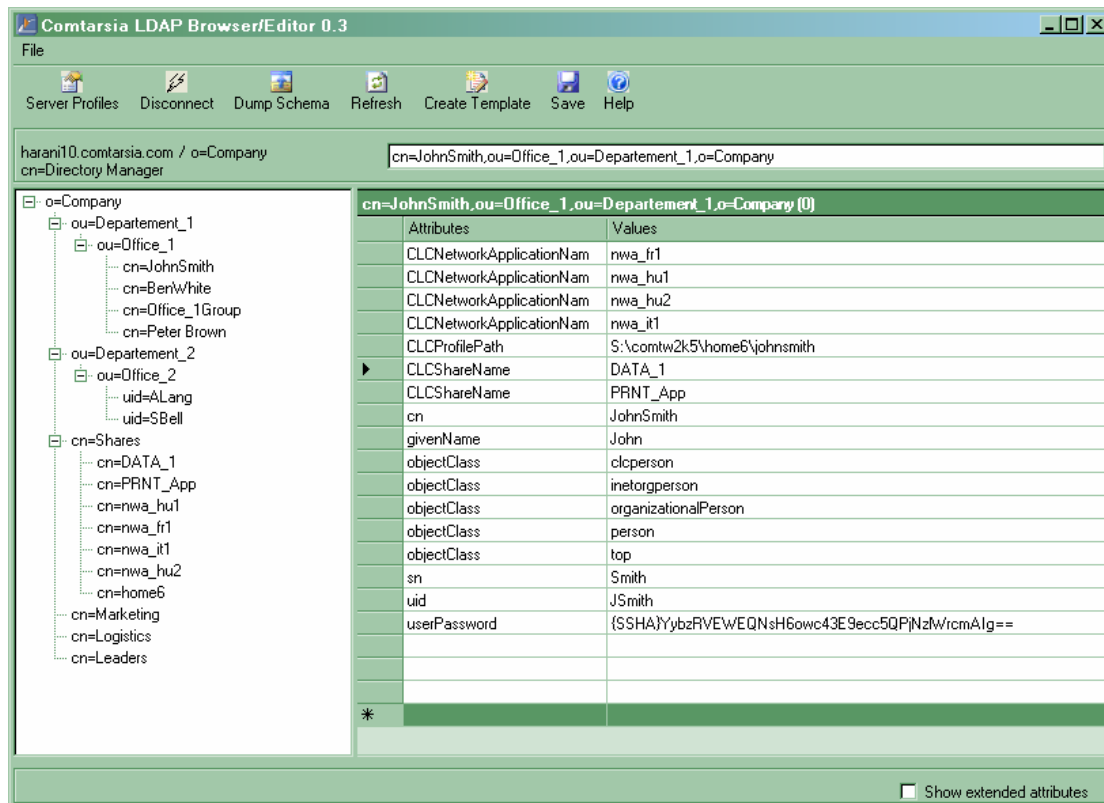 Comtarsia LDAP Browser/Editor 0.3
File
Server Profiles Disconnect Dump Schema Refresh Create Template Save Help
harani10.comtarsia.com / o=Company
cn=Directory Manager
cn=JohnSmith,ou=Office_1,ou=Departement_1,o=Company
o=Company
ou=Departement_1
ou=Office_1
cn=JohnSmith
cn=BenWhite
cn=Office_1Group
cn=Peter Brown
ou=Departement_2
ou=Office_2
uid=ALang
uid=SBell
cn=Shares
cn=DATA_1
cn=PRNT_App
cn=nwa_hu1
cn=nwa_fr1
cn=nwa_it1
cn=nwa_hu2
cn=home6
cn=Marketing
cn=Logistics
cn=Leaders
cn=JohnSmith,ou=Office_1,ou=Departement_1,o=Company (0)
Attributes Values
CLCNetworkApplicationNam nwa_fr1
CLCNetworkApplicationNam nwa_hu1
CLCNetworkApplicationNam nwa_hu2
CLCNetworkApplicationNam nwa_it1
CLCProfilePath S:\comtw2k5\home6\johnsmith
CLCShareName DATA_1
CLCShareName PRNT_App
cn JohnSmith
givenName John
objectClass clcperson
objectClass inetorgperson
objectClass organizationalPerson
objectClass person
objectClass top
sn Smith
uid JSmith
userPassword {SSHA}YybzRVEWEQNsH6owc43E9ecc5QPjNzlWrcmAIg==
Show extended attributes